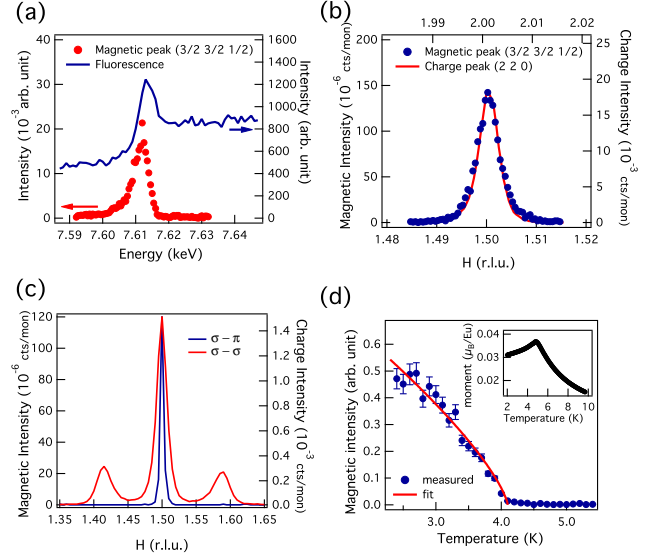 (a)
40
30
20
10
0
Intensity (10⁻³arb. unit)
Magnetic peak (3/2 3/2 1/2)
Fluorescence
1600
1400
1200
1000
800
600
400
200
0
Intensity (arb. unit)
7.59 7.60 7.61 7.62 7.63 7.64
Energy (keV)
(b)
1.99 2.00 2.01 2.02
200
150
100
50
0
Magnetic Intensity (10⁻⁶ cts/mon)
Magnetic peak (3/2 3/2 1/2)
Charge peak (2 2 0)
25
20
15
10
5
0
Change Intensity (10⁻³ cts/mon)
1.48 1.49 1.50 1.51 1.52
H (r.l.u.)
(c)
120
100
80
60
40
20
0
Magnetic Intensity (10⁻⁶ cts/mon)
σ − π
σ − σ
1.4
1.2
1.0
0.8
0.6
0.4
0.2
0.0
Charge Intensity (10⁻³ cts/mon)
1.35 1.40 1.45 1.50 1.55 1.60 1.65
H (r.l.u.)
(d)
0.6
0.5
0.4
0.3
0.2
0.1
0.0
Magnetic intensity (arb. unit)
measured
fit
3.0 4.0 5.0
Temperature (K)
0.04
0.03
0.02
moment (μB/Eu)
2 4 6 8 10
Temperature (K)